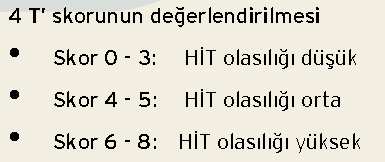 4 T' skorunun değerlendirilmesi
• Skor 0 - 3: HİT olasılığı düşük
• Skor 4 - 5: HİT olasılığı orta
• Skor 6 - 8: HİT olasılığı yüksek